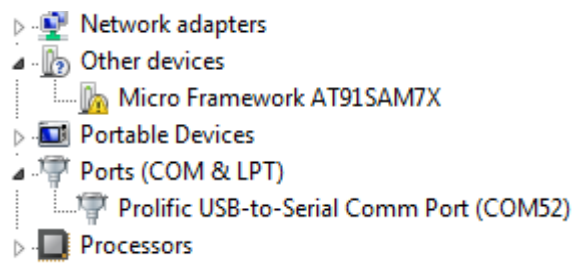 Network adapters
Other devices
Micro Framework AT91SAM7X
Portable Devices
Ports (COM & LPT)
Prolific USB-to-Serial Comm Port (COM52)
Processors